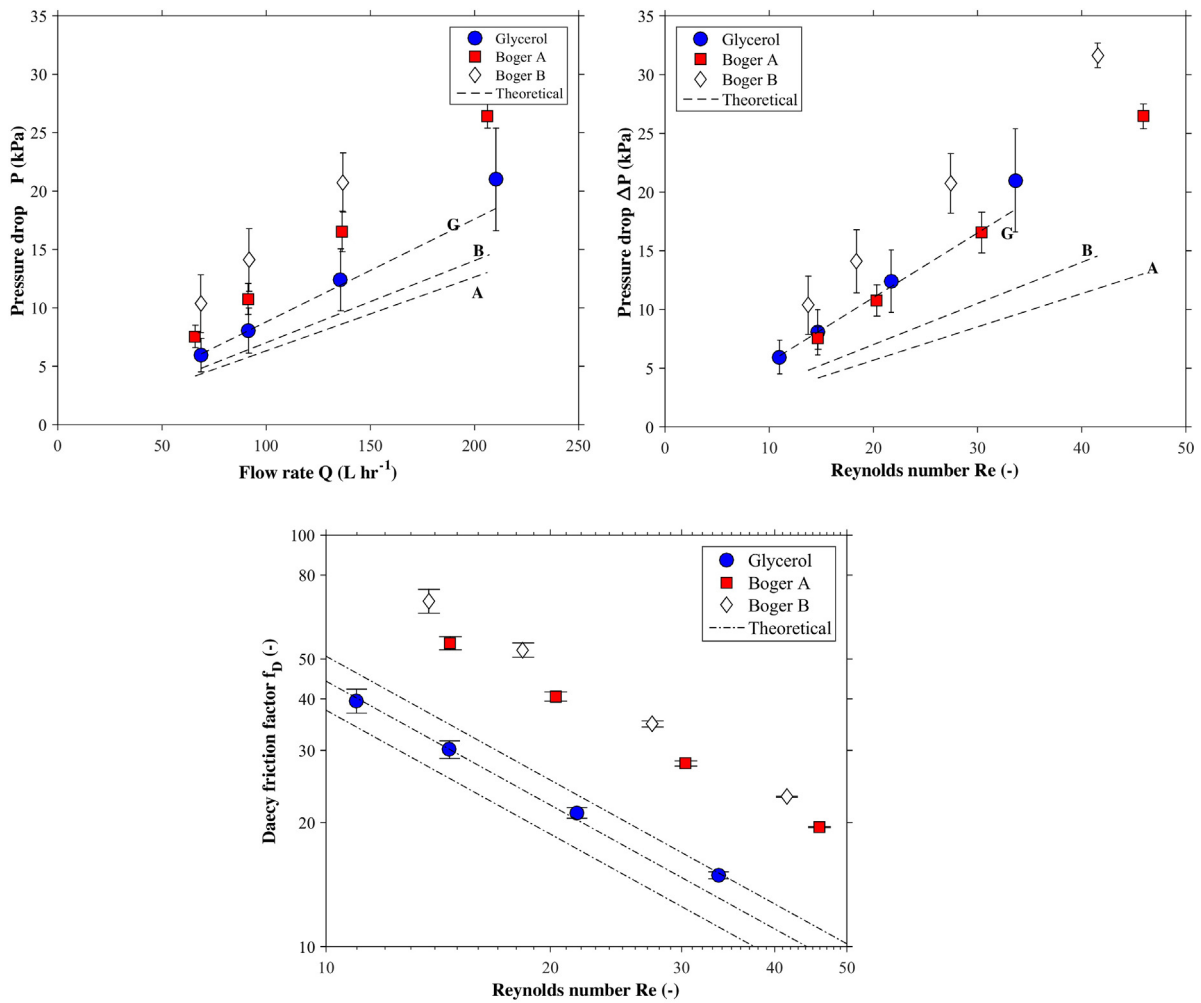 35
30
25
20
15
10
5
0
0 50 100 150 200 250
Pressure drop P (kPa)
Flow rate Q (L hr-1)
Glycerol
Boger A
Boger B
Theoretical
G
B
A
35
30
25
20
15
10
5
0
0 10 20 30 40 50
Pressure drop ΔP (kPa)
Reynolds number Re (-)
Glycerol
Boger A
Boger B
Theoretical
G
B
A
100
80
50
40
30
20
10
10 20 30 40 50
Daecy friction factor fD (-)
Reynolds number Re (-)
Glycerol
Boger A
Boger B
Theoretical